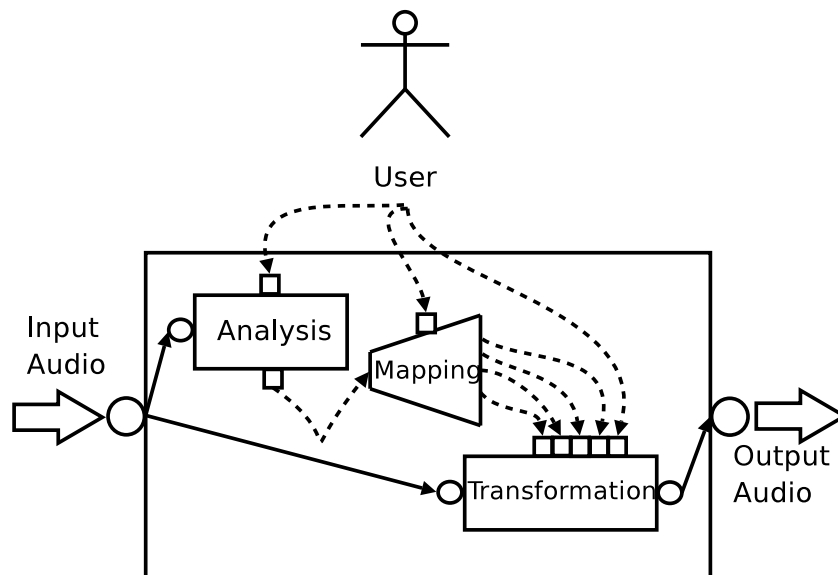 User
Input
Audio
Analysis
Mapping
Transformation
Output
Audio